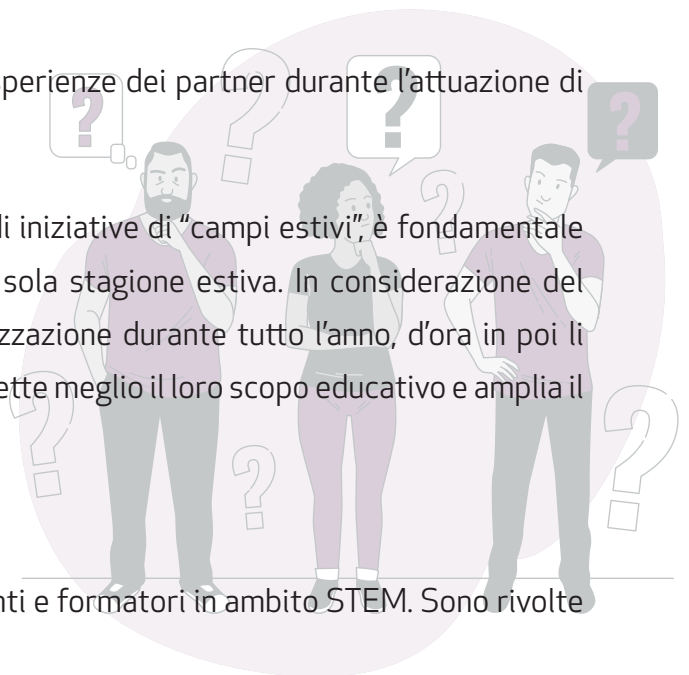 sperienze dei partner durante l’attuazione di
di iniziative di “campi estivi”, è fondamentale
sola stagione estiva. In considerazione del
zzazione durante tutto l’anno, d’ora in poi li
ette meglio il loro scopo educativo e amplia il
nti e formatori in ambito STEM. Sono rivolte